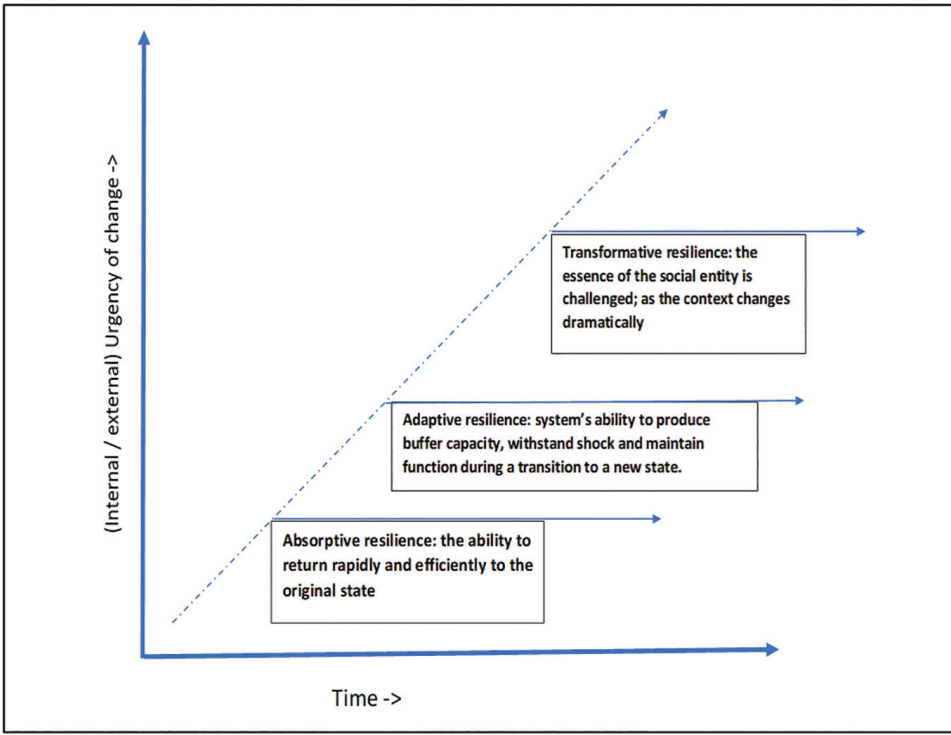 (Internal / external) Urgency of change ->
Transformative resilience: the
essence of the social entity is
challenged; as the context changes
dramatically
Adaptive resilience: system's ability to produce
buffer capacity, withstand shock and maintain
function during a transition to a new state.
Absorptive resilience: the ability to
return rapidly and efficiently to the
original state
Time ->